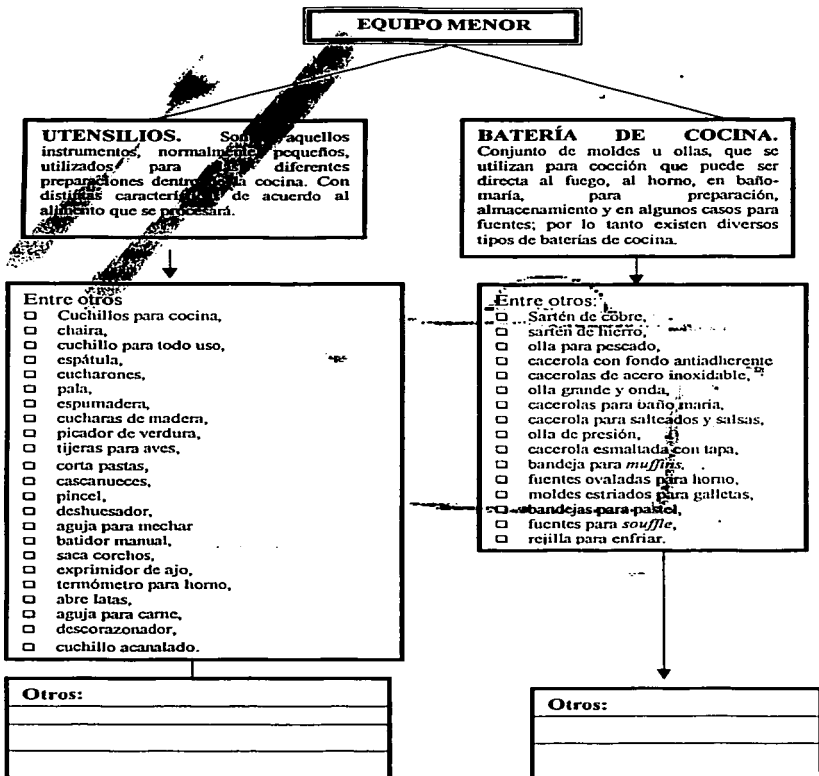 EQUIPO MENOR
UTENSILIOS. Son aquellos
instrumentos, normalmente pequeños,
utilizados para diferentes
preparaciones dentro la cocina. Con
distintas características de acuerdo al
alimento que se procesará.
BATERÍA DE COCINA.
Conjunto de moldes u ollas, que se
utilizan para cocción que puede ser
directa al fuego, al horno, en baño-
maría, para preparación,
almacenamiento y en algunos casos para
fuentes; por lo tanto existen diversos
tipos de baterías de cocina.
Entre otros
Cuchillos para cocina,
chaira,
cuchillo para todo uso,
espátula,
cucharones,
pala,
espumadera,
cucharas de madera,
picador de verdura,
tijeras para aves,
corta pastas,
cascanueces,
pincel,
deshuesador,
aguja para mechar
batidor manual,
saca corchos,
exprimidor de ajo,
termómetro para horno,
abre latas,
aguja para carne,
descorazonador,
cuchillo acanalado.
Entre otros:
Sartén de cobre,
sartén de hierro,
olla para pescado,
cacerola con fondo antiadherente
cacerolas de acero inoxidable,
olla grande y onda,
cacerolas para baño maría,
cacerola para salteados y salsas,
olla de presión,
cacerola esmaltada con tapa,
bandeja para muffins,
fuentes ovaladas para horno,
moldes estriados para galletas,
bandejas para pastel,
fuentes para souffle,
rejilla para enfriar.
Otros:
Otros: